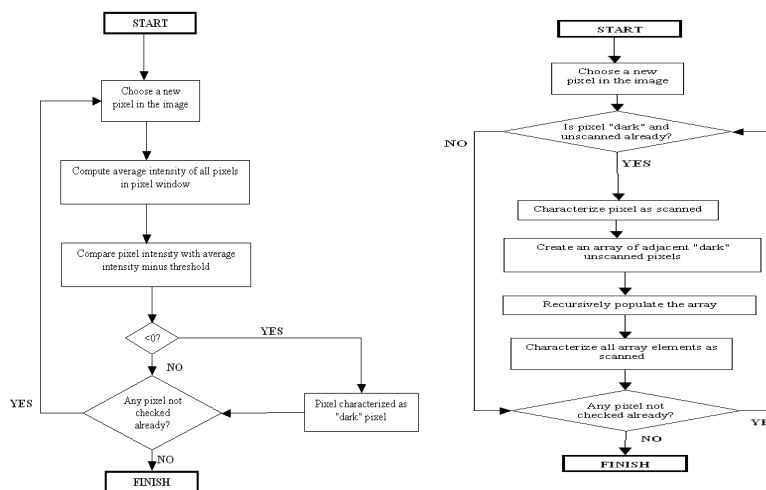 START
Choose a new
pixel in the image
Compute average intensity of all pixels
in pixel window
Compare pixel intensity with average
intensity minus threshold
<0?
YES
NO
Pixel characterized as
"dark" pixel
Any pixel not
checked
already?
YES
NO
FINISH
START
Choose a new
pixel in the image
Is pixel "dark" and
unscanned already?
NO
YES
Characterize pixel as scanned
Create an array of adjacent "dark"
unscanned pixels
Recursively populate the array
Characterize all array elements as
scanned
Any pixel not
checked already?
NO
FINISH